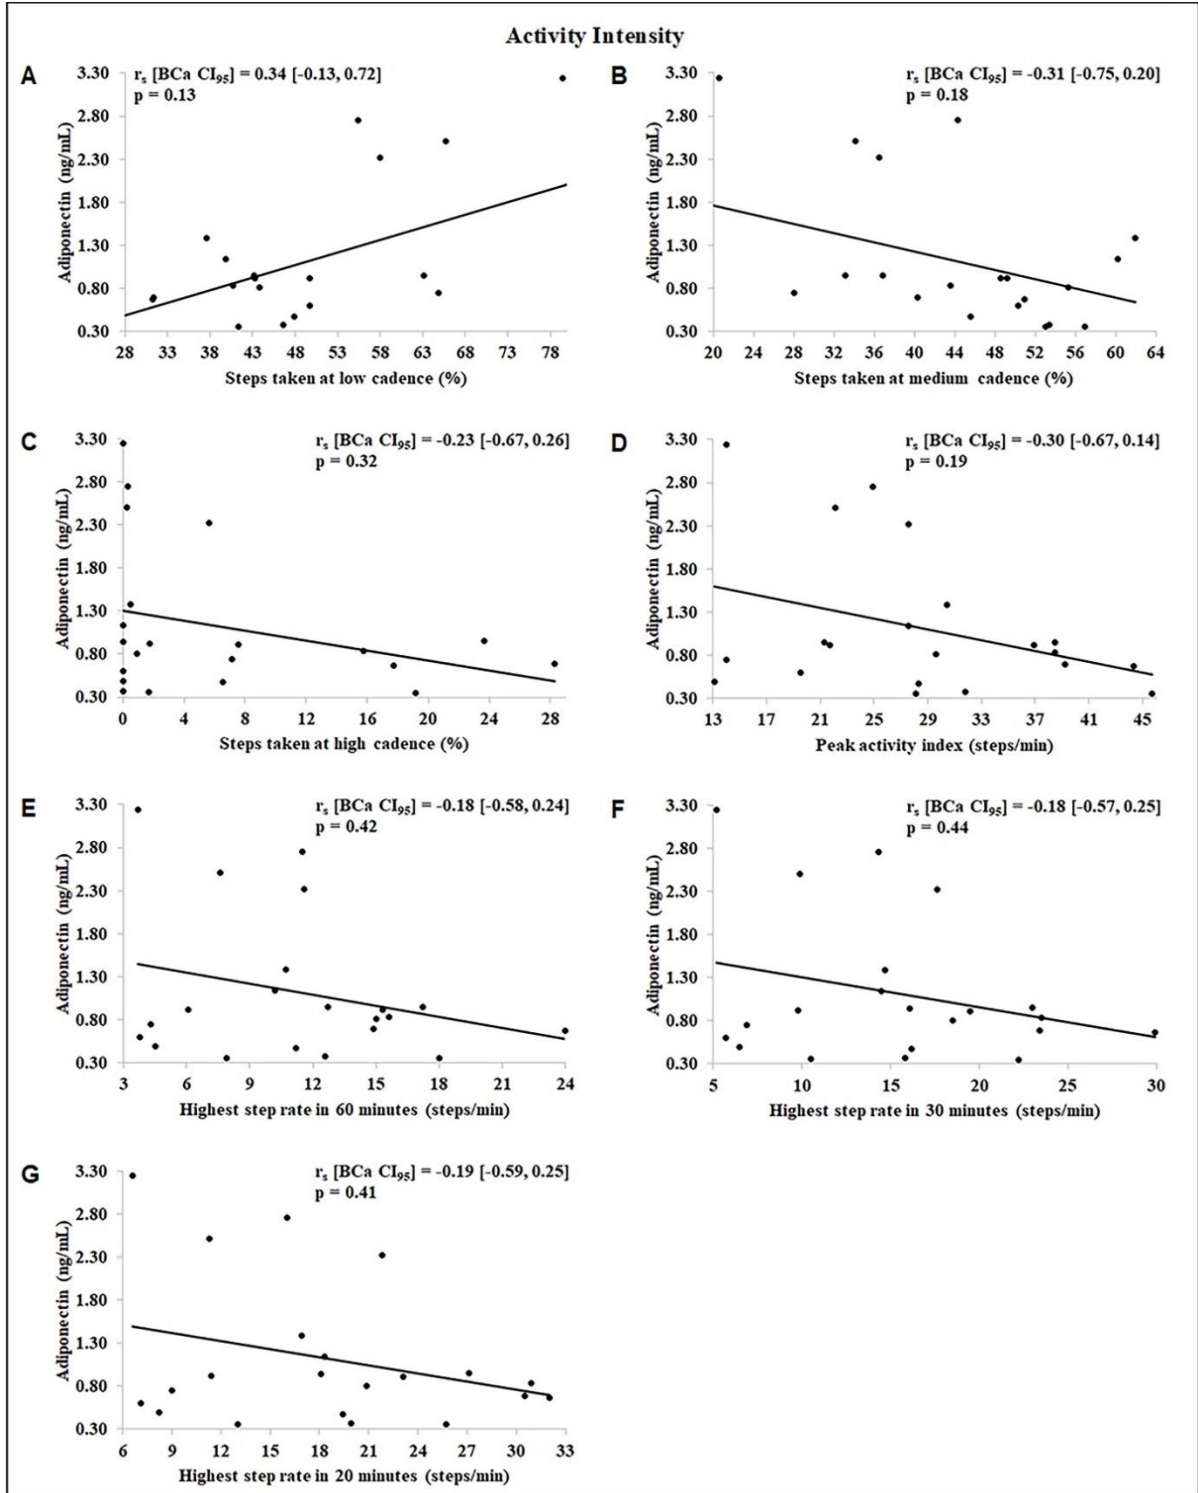 Activity Intensity
A
r_s [BCa CI_95] = 0.34 [-0.13, 0.72]
p = 0.13
Adiponectin (ng/mL)
3.30
2.80
2.30
1.80
1.30
0.80
0.30
28 33 38 43 48 53 58 63 68 73 78
Steps taken at low cadence (%)
B
r_s [BCa CI_95] = -0.31 [-0.75, 0.20]
p = 0.18
Adiponectin (ng/mL)
3.30
2.80
2.30
1.80
1.30
0.80
0.30
20 24 28 32 36 40 44 48 52 56 60 64
Steps taken at medium cadence (%)
C
r_s [BCa CI_95] = -0.23 [-0.67, 0.26]
p = 0.32
Adiponectin (ng/mL)
3.30
2.80
2.30
1.80
1.30
0.80
0.30
0 4 8 12 16 20 24 28
Steps taken at high cadence (%)
D
r_s [BCa CI_95] = -0.30 [-0.67, 0.14]
p = 0.19
Adiponectin (ng/mL)
3.30
2.80
2.30
1.80
1.30
0.80
0.30
13 17 21 25 29 33 37 41 45
Peak activity index (steps/min)
E
r_s [BCa CI_95] = -0.18 [-0.58, 0.24]
p = 0.42
Adiponectin (ng/mL)
3.30
2.80
2.30
1.80
1.30
0.80
0.30
3 6 9 12 15 18 21 24
Highest step rate in 60 minutes (steps/min)
F
r_s [BCa CI_95] = -0.18 [-0.57, 0.25]
p = 0.44
Adiponectin (ng/mL)
3.30
2.80
2.30
1.80
1.30
0.80
0.30
5 10 15 20 25 30
Highest step rate in 30 minutes (steps/min)
G
r_s [BCa CI_95] = -0.19 [-0.59, 0.25]
p = 0.41
Adiponectin (ng/mL)
3.30
2.80
2.30
1.80
1.30
0.80
0.30
6 9 12 15 18 21 24 27 30 33
Highest step rate in 20 minutes (steps/min)